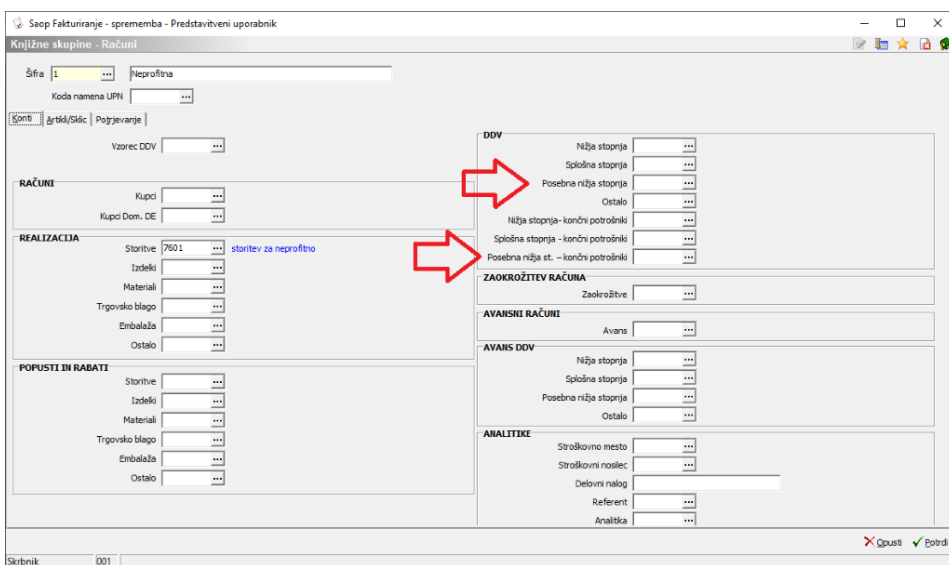 Saop Fakturiranje - sprememba - Predstavitveni uporabnik
Knjižne skupine - Računi
Šifra 1 ... Neprofitna
Koda namena UPN ...
Konti Artikli/Sklic Potrjevanje
Vzorec DDV ...
RAČUNI
Kupci ...
Kupci Dom. DE ...
REALIZACIJA
Storitve 7601 ... storitev za neprofitno
Izdelki ...
Materiali ...
Trgovsko blago ...
Embalaža ...
Ostalo ...
POPUSTI IN RABATI
Storitve ...
Izdelki ...
Materiali ...
Trgovsko blago ...
Embalaža ...
Ostalo ...
DDV
Nižja stopnja ...
Splošna stopnja ...
Posebna nižja stopnja ...
Ostalo ...
Nižja stopnja- končni potrošniki ...
Splošna stopnja - končni potrošniki ...
Posebna nižja st. – končni potrošniki ...
ZAOKROŽITEV RAČUNA
Zaokrožitve ...
AVANSNI RAČUNI
Avans ...
AVANS DDV
Nižja stopnja ...
Splošna stopnja ...
Posebna nižja stopnja ...
Ostalo ...
ANALITIKE
Stroškovno mesto ...
Stroškovni nosilec ...
Delovni nalog
Referent ...
Analitika ...
Opusti Potrdi
Skrbnik 001